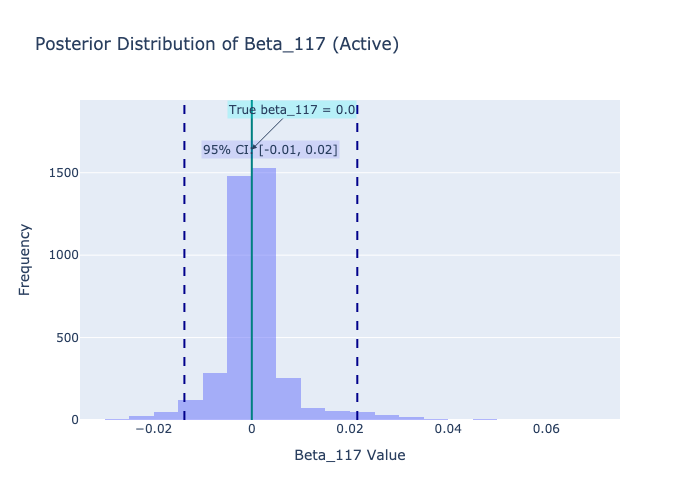 Posterior Distribution of Beta_117 (Active)
True beta_117 = 0.0
95% CI: [-0.01, 0.02]
1500
1000
500
0
Frequency
−0.02
0
0.02
0.04
0.06
Beta_117 Value